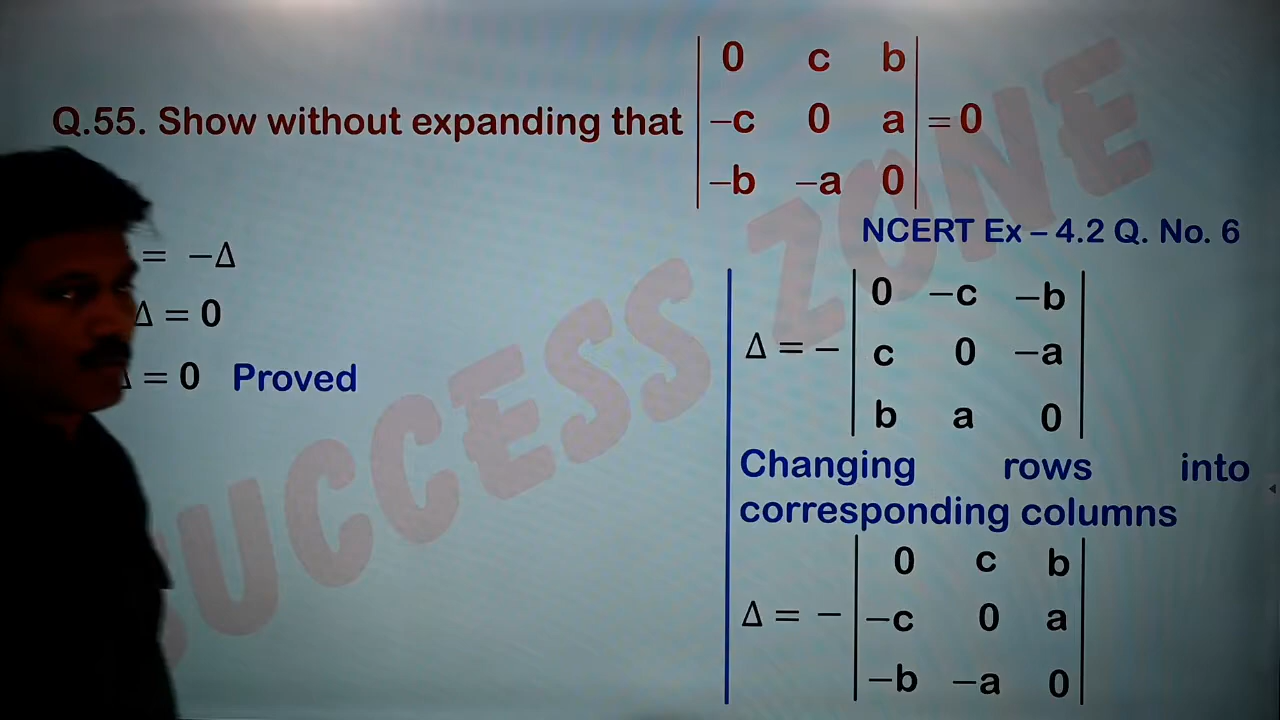 Q.55. Show without expanding that | 0 c b | = 0
| −c 0 a |
| −b −a 0 |
NCERT Ex – 4.2 Q. No. 6
= −Δ
Δ = 0
Δ = 0 Proved
Δ = − | 0 −c −b |
| c 0 −a |
| b a 0 |
Changing rows into
corresponding columns
Δ = − | 0 c b |
| −c 0 a |
| −b −a 0 |
SUCCESS ZONE